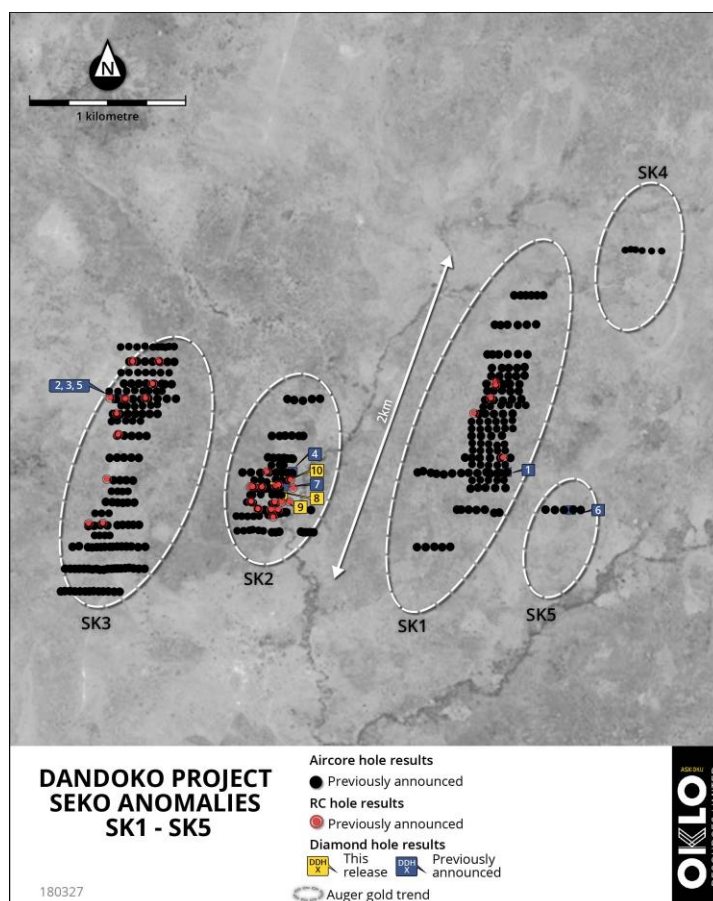 N
1 kilometre
SK4
2, 3, 5
2km
4
10
7
8
9
1
6
SK2
SK5
SK3
SK1
DANDOKO PROJECT
SEKO ANOMALIES
SK1 - SK5
180327
Aircore hole results
Previously announced
RC hole results
Previously announced
Diamond hole results
DDH
X
This
release
DDH
X
Previously
announced
Auger gold trend
OKLO